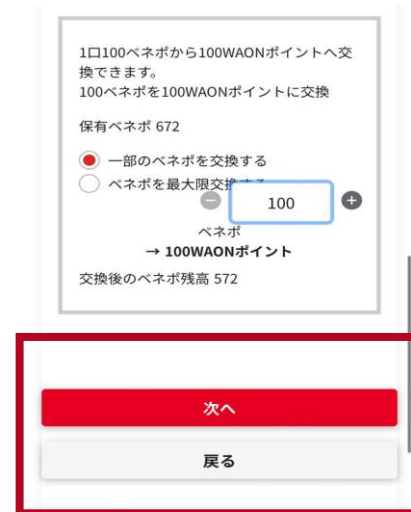 1口100ベネポから100WAONポイントへ交
換できます。
100ベネポを100WAONポイントに交換
保有ベネポ 672
一部のベネポを交換する
ベネポを最大限交換する
100
ベネポ
→ 100WAONポイント
交換後のベネポ残高 572
次へ
戻る